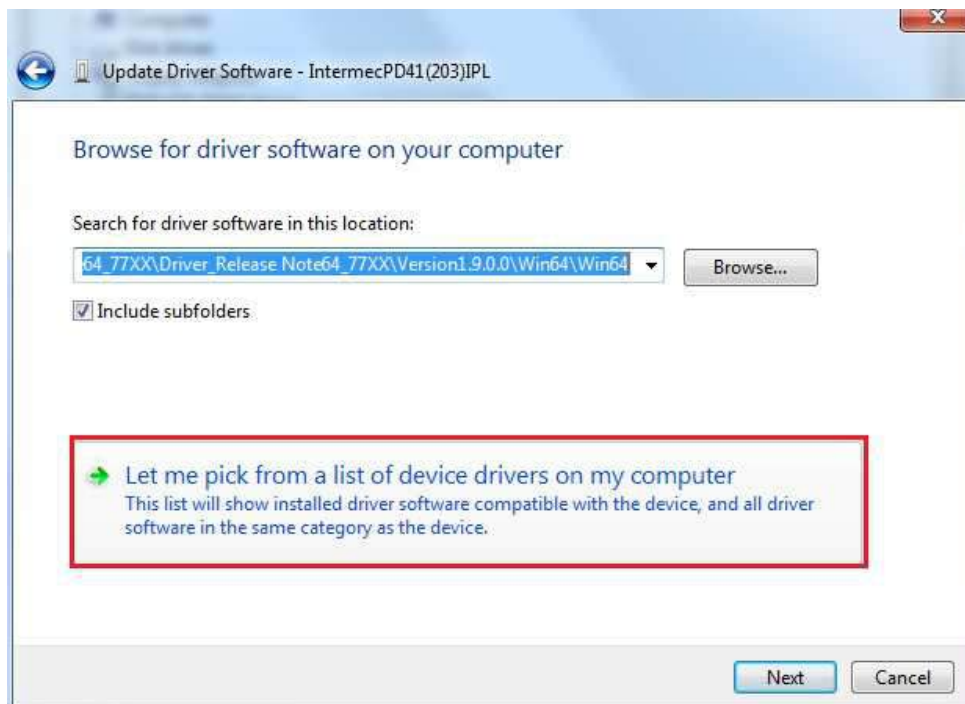 Update Driver Software - IntermecPD41(203)IPL
Browse for driver software on your computer
Search for driver software in this location:
64_77XX\Driver_Release Note64_77XX\Version1.9.0.0\Win64\Win64
Browse...
Include subfolders
Let me pick from a list of device drivers on my computer
This list will show installed driver software compatible with the device, and all driver
software in the same category as the device.
Next
Cancel